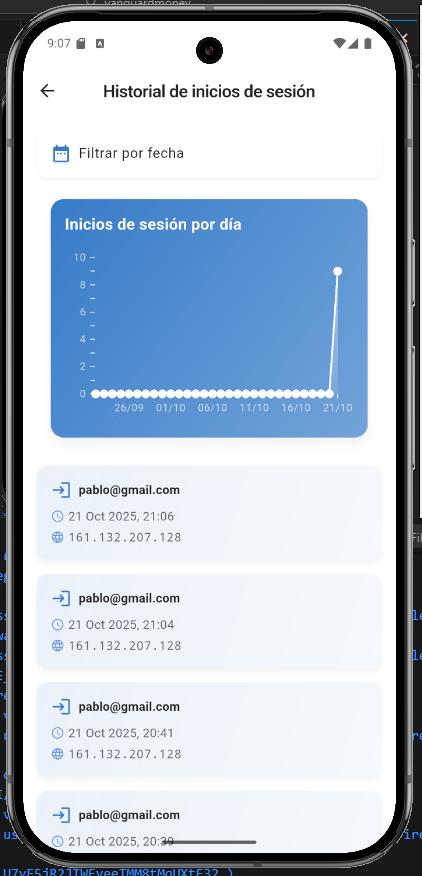 vanguardmoney
9:07
Historial de inicios de sesión
Filtrar por fecha
Inicios de sesión por día
10
8
6
4
2
0
26/09 01/10 06/10 11/10 16/10 21/10
pablo@gmail.com
21 Oct 2025, 21:06
161.132.207.128
pablo@gmail.com
21 Oct 2025, 21:04
161.132.207.128
pablo@gmail.com
21 Oct 2025, 20:41
161.132.207.128
pablo@gmail.com
21 Oct 2025, 20:39